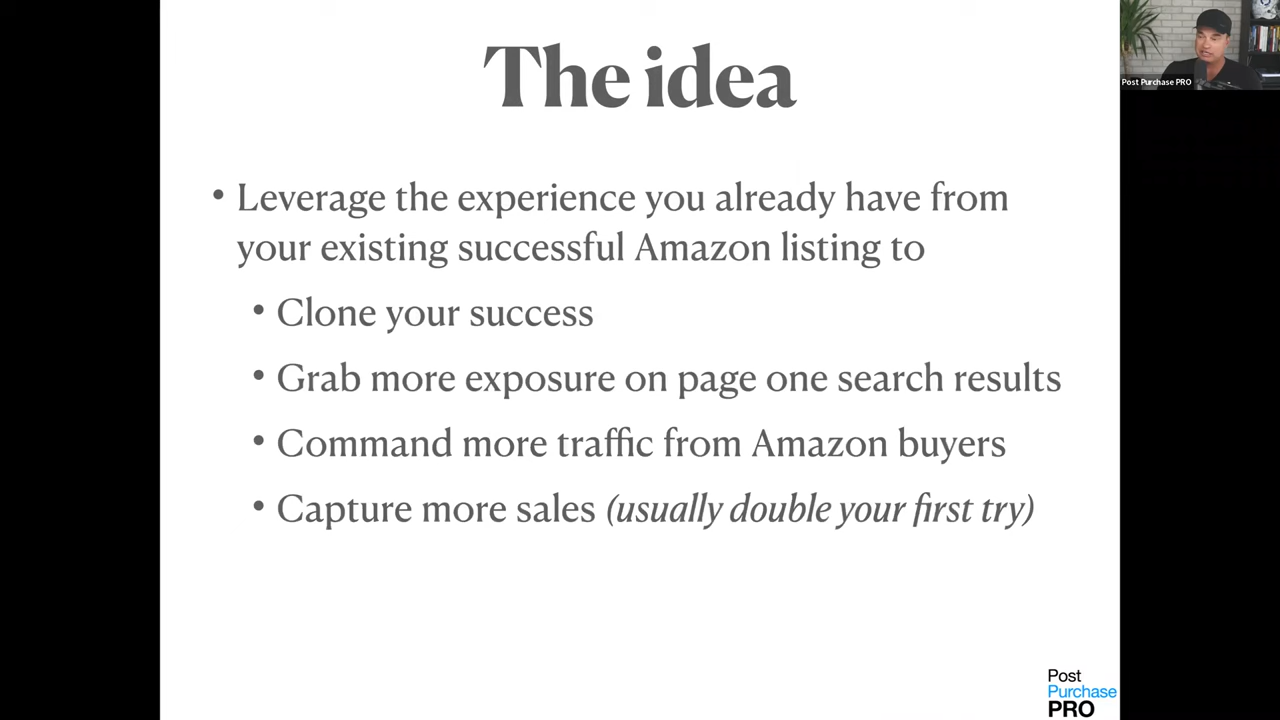 The idea
• Leverage the experience you already have from
your existing successful Amazon listing to
• Clone your success
• Grab more exposure on page one search results
• Command more traffic from Amazon buyers
• Capture more sales (usually double your first try)
Post Purchase PRO
Post
Purchase
PRO